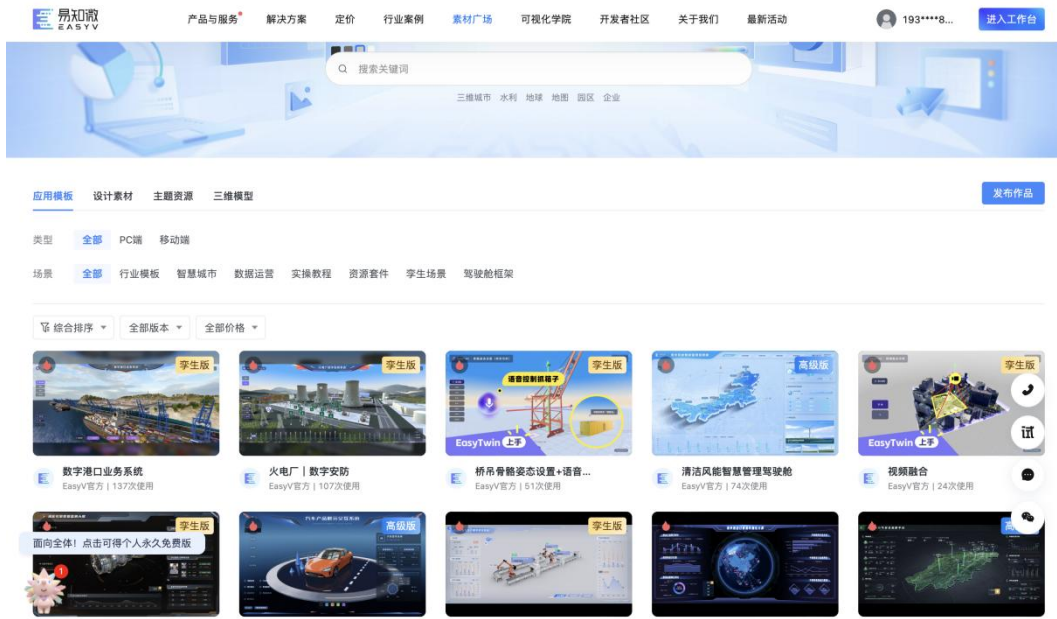 易知微 产品与服务 解决方案 定价 行业案例 素材广场 可视化学院 开发者社区 关于我们 最新活动 193****8... 进入工作台
EASYV
搜索关键词
三维城市 水利 地球 地图 园区 企业
应用模板 设计素材 主题资源 三维模型 发布作品
类型 全部 PC端 移动端
场景 全部 行业模板 智慧城市 数据运营 实操教程 资源套件 孪生场景 驾驶舱框架
综合排序 全部版本 全部价格
孪生版 孪生版 孪生版 高级版 孪生版
语音控制抓箱子
EasyTwin 上手 EasyTwin 上手
试
数字港口业务系统 火电厂丨数字安防 桥吊骨骼姿态设置+语音... 清洁风能智慧管理驾驶舱 视频融合
EasyV官方 | 137次使用 EasyV官方 | 107次使用 EasyV官方 | 51次使用 EasyV官方 | 74次使用 EasyV官方 | 24次使用
孪生版 高级版 孪生版
面向全体！点击可得个人永久免费版
1